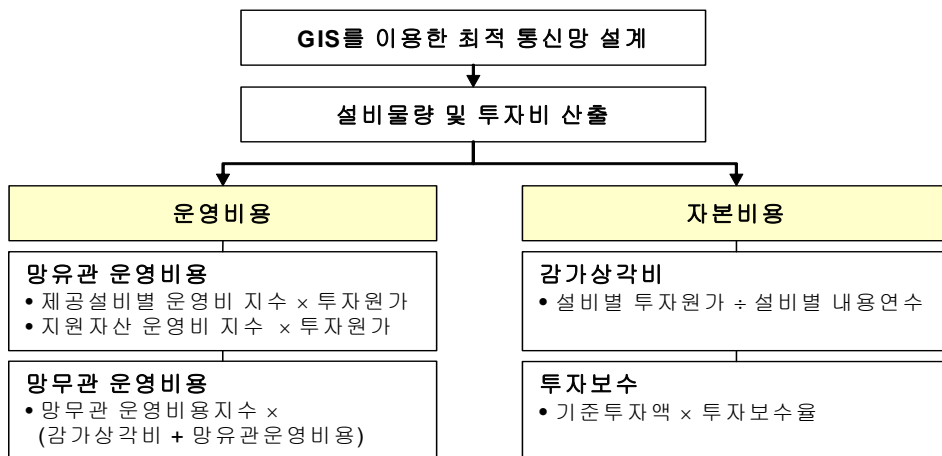 GIS를 이용한 최적 통신망 설계
설비물량 및 투자비 산출
운영비용
망유관 운영비용
• 제공설비별 운영비 지수 × 투자원가
• 지원자산 운영비 지수 × 투자원가
망무관 운영비용
• 망무관 운영비용지수 ×
(감가상각비 + 망유관운영비용)
자본비용
감가상각비
• 설비별 투자원가 ÷ 설비별 내용연수
투자보수
• 기준투자액 × 투자보수율